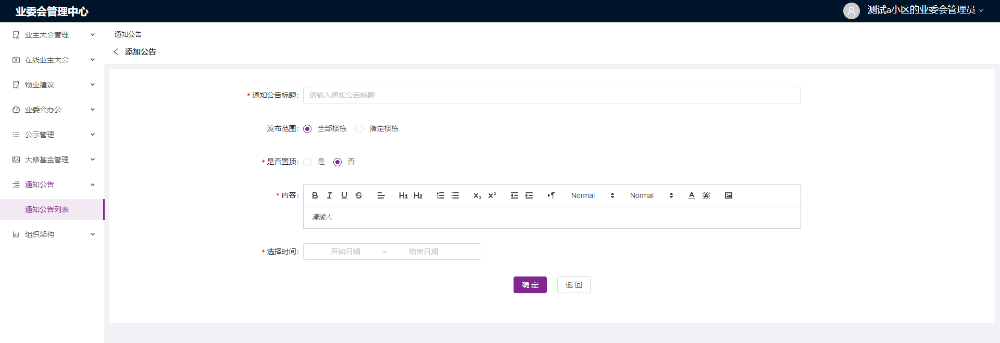 业委会管理中心
测试a小区的业委会管理员
业主大会管理
在线业主大会
物业建议
业委会办公
公示管理
大修基金管理
通知公告
通知公告列表
组织架构
通知公告
添加公告
* 通知公告标题: 请输入通知公告标题
发布范围: 全部楼栋 指定楼栋
* 是否置顶: 是 否
* 内容: B I U S H1 H2 X2 X2 Normal Normal A A
请输入...
* 选择时间: 开始日期 ~ 结束日期
确定 返回